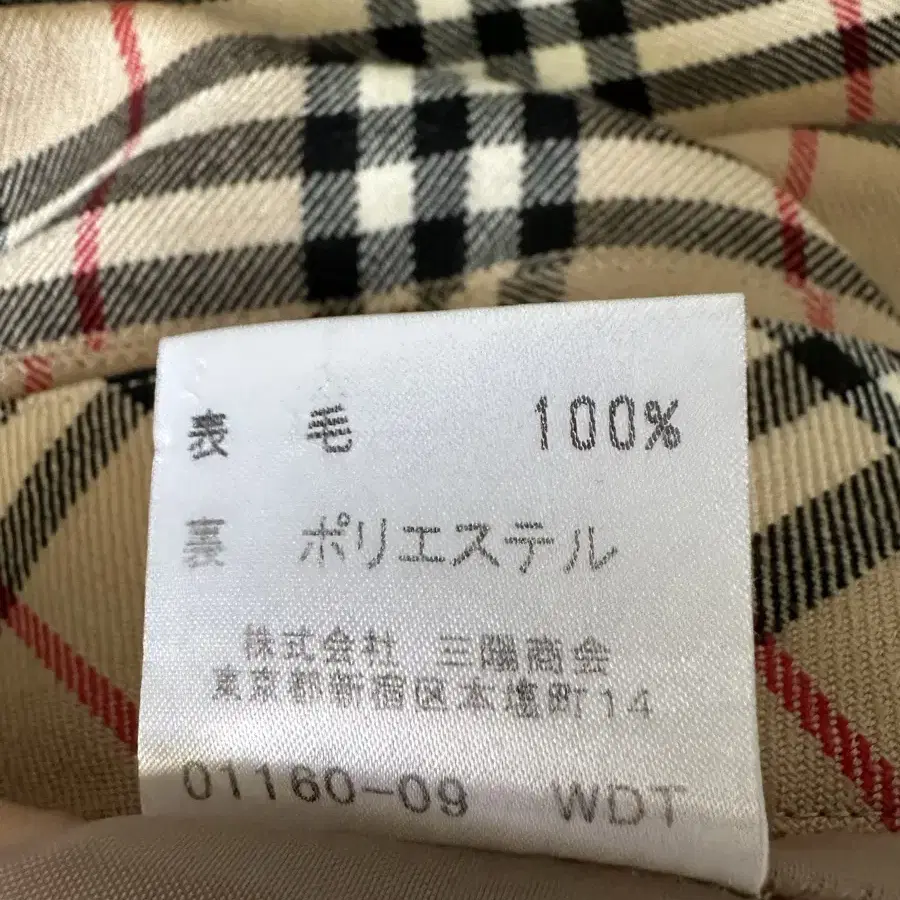 表 毛 100%
裏 ポリエステル
株式会社 三陽商会
東京都新宿区本塩町14
01160-09 WDT